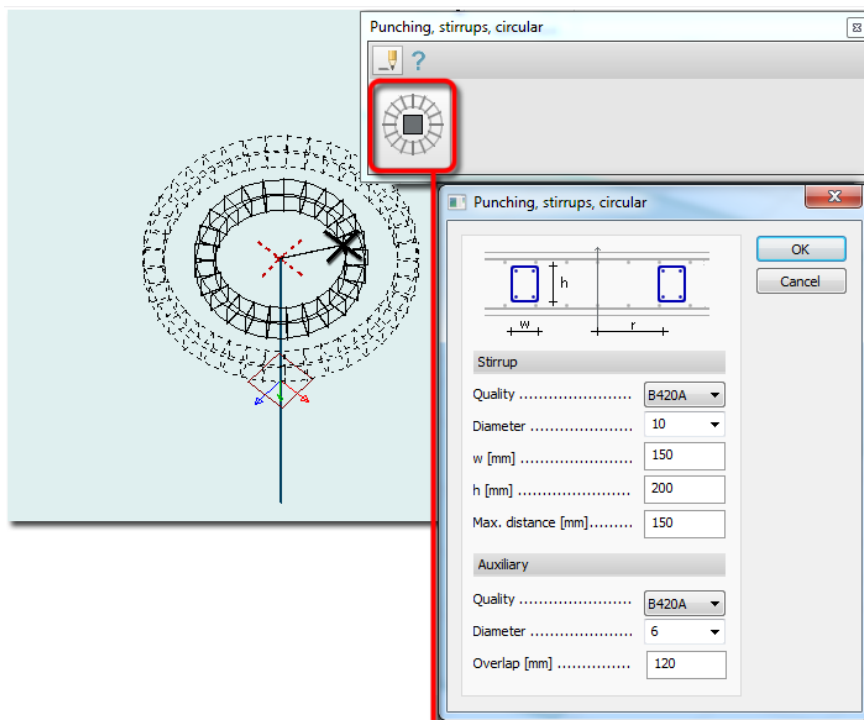 Punching, stirrups, circular
?
Punching, stirrups, circular
OK
Cancel
h
w
r
Stirrup
Quality ........................ B420A
Diameter ...................... 10
w [mm] ........................ 150
h [mm] ........................ 200
Max. distance [mm]......... 150
Auxiliary
Quality ........................ B420A
Diameter ...................... 6
Overlap [mm] ............... 120